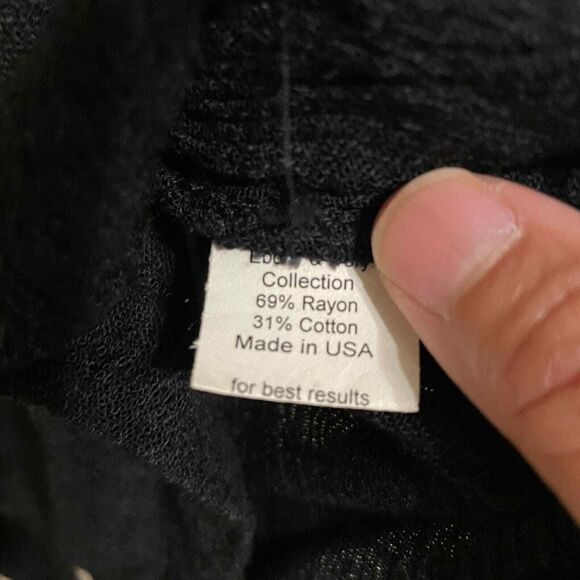 &
Collection
69% Rayon
31% Cotton
Made in USA
for best results